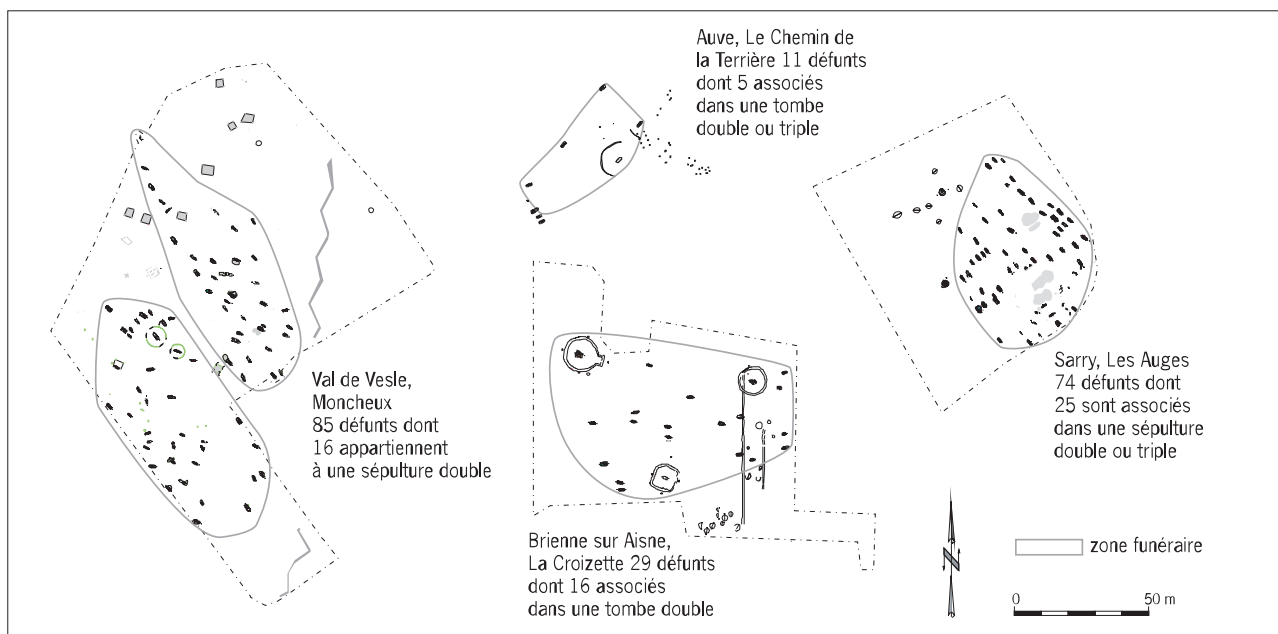 Auve, Le Chemin de
la Terrière 11 défunts
dont 5 associés
dans une tombe
double ou triple
Val de Vesle,
Moncheux
85 défunts dont
16 appartiennent
à une sépulture double
Sarry, Les Auges
74 défunts dont
25 sont associés
dans une sépulture
double ou triple
Brienne sur Aisne,
La Croizette 29 défunts
dont 16 associés
dans une tombe double
N
zone funéraire
0 50 m